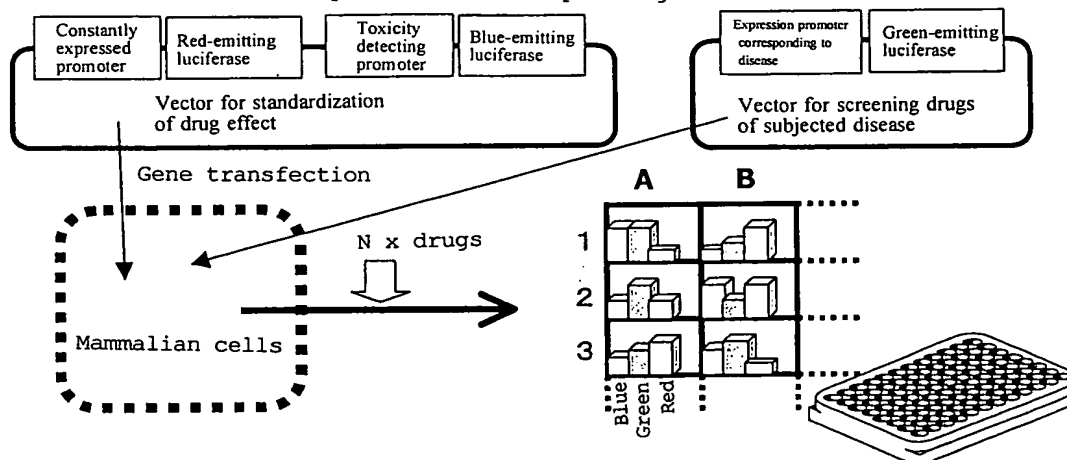 Constantly
expressed
promoter
Red-emitting
luciferase
Toxicity
detecting
promoter
Blue-emitting
luciferase
Expression promoter
corresponding to
disease
Green-emitting
luciferase
Vector for standardization
of drug effect
Vector for screening drugs
of subjected disease
Gene transfection
N x drugs
Mammalian cells
A B
1
2
3
Blue
Green
Red